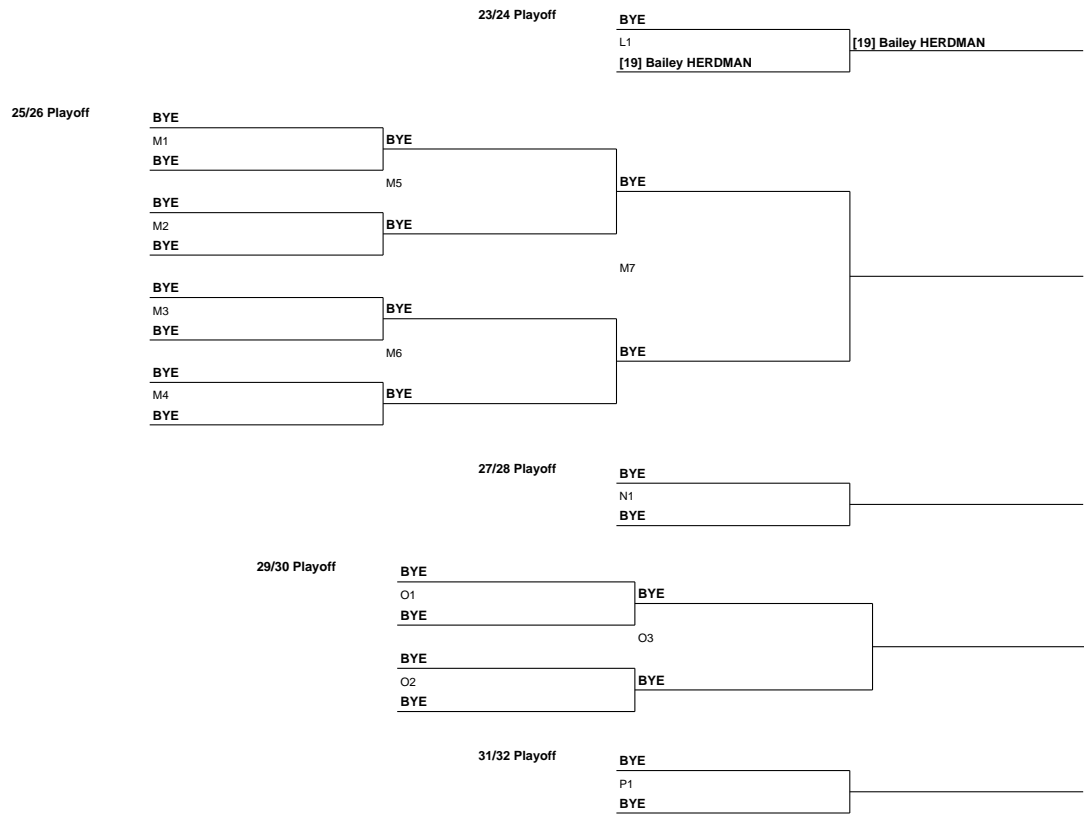 23/24 Playoff
BYE
L1
[19] Bailey HERDMAN
[19] Bailey HERDMAN
25/26 Playoff
BYE
M1
BYE
BYE
M5
BYE
M2
BYE
BYE
BYE
M7
BYE
M3
BYE
BYE
M6
BYE
M4
BYE
BYE
BYE
27/28 Playoff
BYE
N1
BYE
29/30 Playoff
BYE
O1
BYE
BYE
O3
BYE
O2
BYE
BYE
31/32 Playoff
BYE
P1
BYE